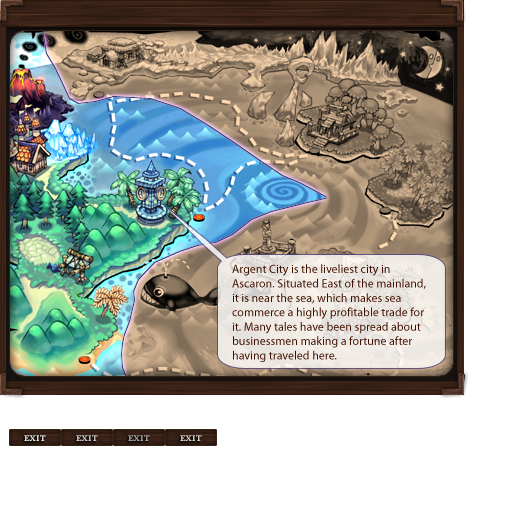 Argent City is the liveliest city in
Ascaron. Situated East of the mainland,
it is near the sea, which makes sea
commerce a highly profitable trade for
it. Many tales have been spread about
businessmen making a fortune after
having traveled here.
EXIT EXIT EXIT EXIT